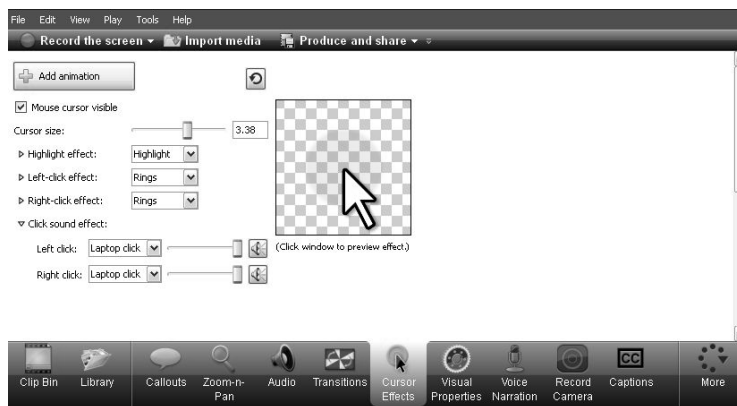 File Edit View Play Tools Help
Record the screen Import media Produce and share
Add animation
Mouse cursor visible
Cursor size: 3.38
Highlight effect: Highlight
Left-click effect: Rings
Right-click effect: Rings
Click sound effect:
Left click: Laptop click
(Click window to preview effect.)
Right click: Laptop click
CC
Clip Bin Library Callouts Zoom-n-Pan Audio Transitions Cursor Effects Visual Properties Voice Narration Record Camera Captions More